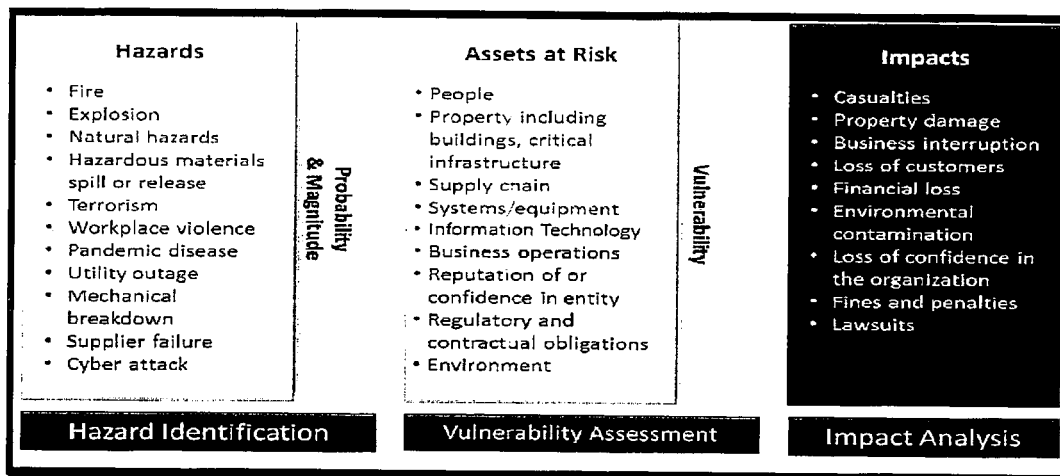 Hazards
• Fire
• Explosion
• Natural hazards
• Hazardous materials
spill or release
• Terrorism
• Workplace violence
• Pandemic disease
• Utility outage
• Mechanical
breakdown
• Supplier failure
• Cyber attack
Probability
& Magnitude
Hazard Identification
Assets at Risk
• People
• Property including
buildings, critical
infrastructure
• Supply chain
• Systems/equipment
• Information Technology
• Business operations
• Reputation of or
confidence in entity
• Regulatory and
contractual obligations
• Environment
Vulnerability
Vulnerability Assessment
Impacts
• Casualties
• Property damage
• Business interruption
• Loss of customers
• Financial loss
• Environmental
contamination
• Loss of confidence in
the organization
• Fines and penalties
• Lawsuits
Impact Analysis